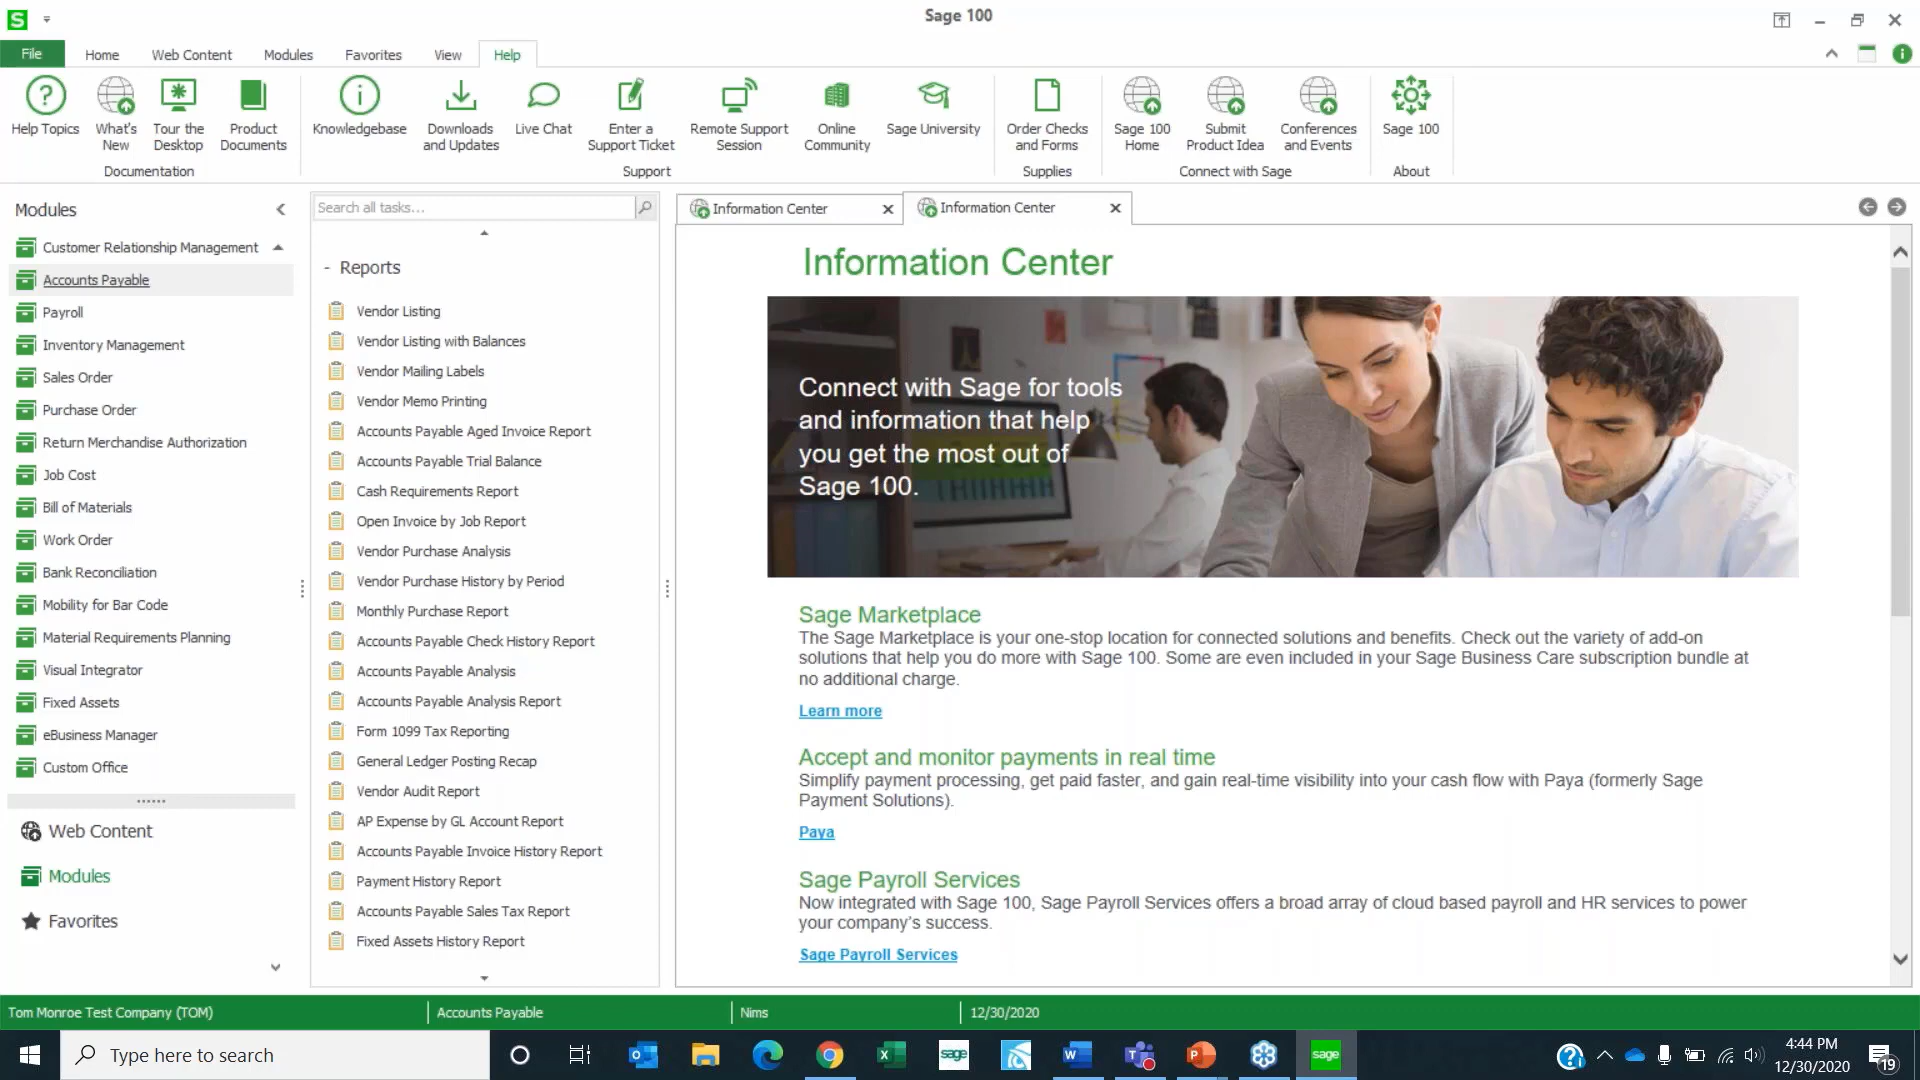 S
Sage 100
File
Home
Web Content
Modules
Favorites
View
Help
Help Topics
What's
New
Tour the
Desktop
Product
Documents
Documentation
Knowledgebase
Downloads
and Updates
Live Chat
Enter a
Support Ticket
Remote Support
Session
Online
Community
Sage University
Support
Order Checks
and Forms
Supplies
Sage 100
Home
Submit
Product Idea
Conferences
and Events
Connect with Sage
Sage 100
About
Modules
Customer Relationship Management
Accounts Payable
Payroll
Inventory Management
Sales Order
Purchase Order
Return Merchandise Authorization
Job Cost
Bill of Materials
Work Order
Bank Reconciliation
Mobility for Bar Code
Material Requirements Planning
Visual Integrator
Fixed Assets
eBusiness Manager
Custom Office
Web Content
Modules
Favorites
Search all tasks...
- Reports
Vendor Listing
Vendor Listing with Balances
Vendor Mailing Labels
Vendor Memo Printing
Accounts Payable Aged Invoice Report
Accounts Payable Trial Balance
Cash Requirements Report
Open Invoice by Job Report
Vendor Purchase Analysis
Vendor Purchase History by Period
Monthly Purchase Report
Accounts Payable Check History Report
Accounts Payable Analysis
Accounts Payable Analysis Report
Form 1099 Tax Reporting
General Ledger Posting Recap
Vendor Audit Report
AP Expense by GL Account Report
Accounts Payable Invoice History Report
Payment History Report
Accounts Payable Sales Tax Report
Fixed Assets History Report
Information Center
Information Center
Information Center
Connect with Sage for tools
and information that help
you get the most out of
Sage 100.
Sage Marketplace
The Sage Marketplace is your one-stop location for connected solutions and benefits. Check out the variety of add-on
solutions that help you do more with Sage 100. Some are even included in your Sage Business Care subscription bundle at
no additional charge.
Learn more
Accept and monitor payments in real time
Simplify payment processing, get paid faster, and gain real-time visibility into your cash flow with Paya (formerly Sage
Payment Solutions).
Paya
Sage Payroll Services
Now integrated with Sage 100, Sage Payroll Services offers a broad array of cloud based payroll and HR services to power
your company's success.
Sage Payroll Services
Tom Monroe Test Company (TOM)
Accounts Payable
Nims
12/30/2020
Type here to search
sage
sage
4:44 PM
12/30/2020
19